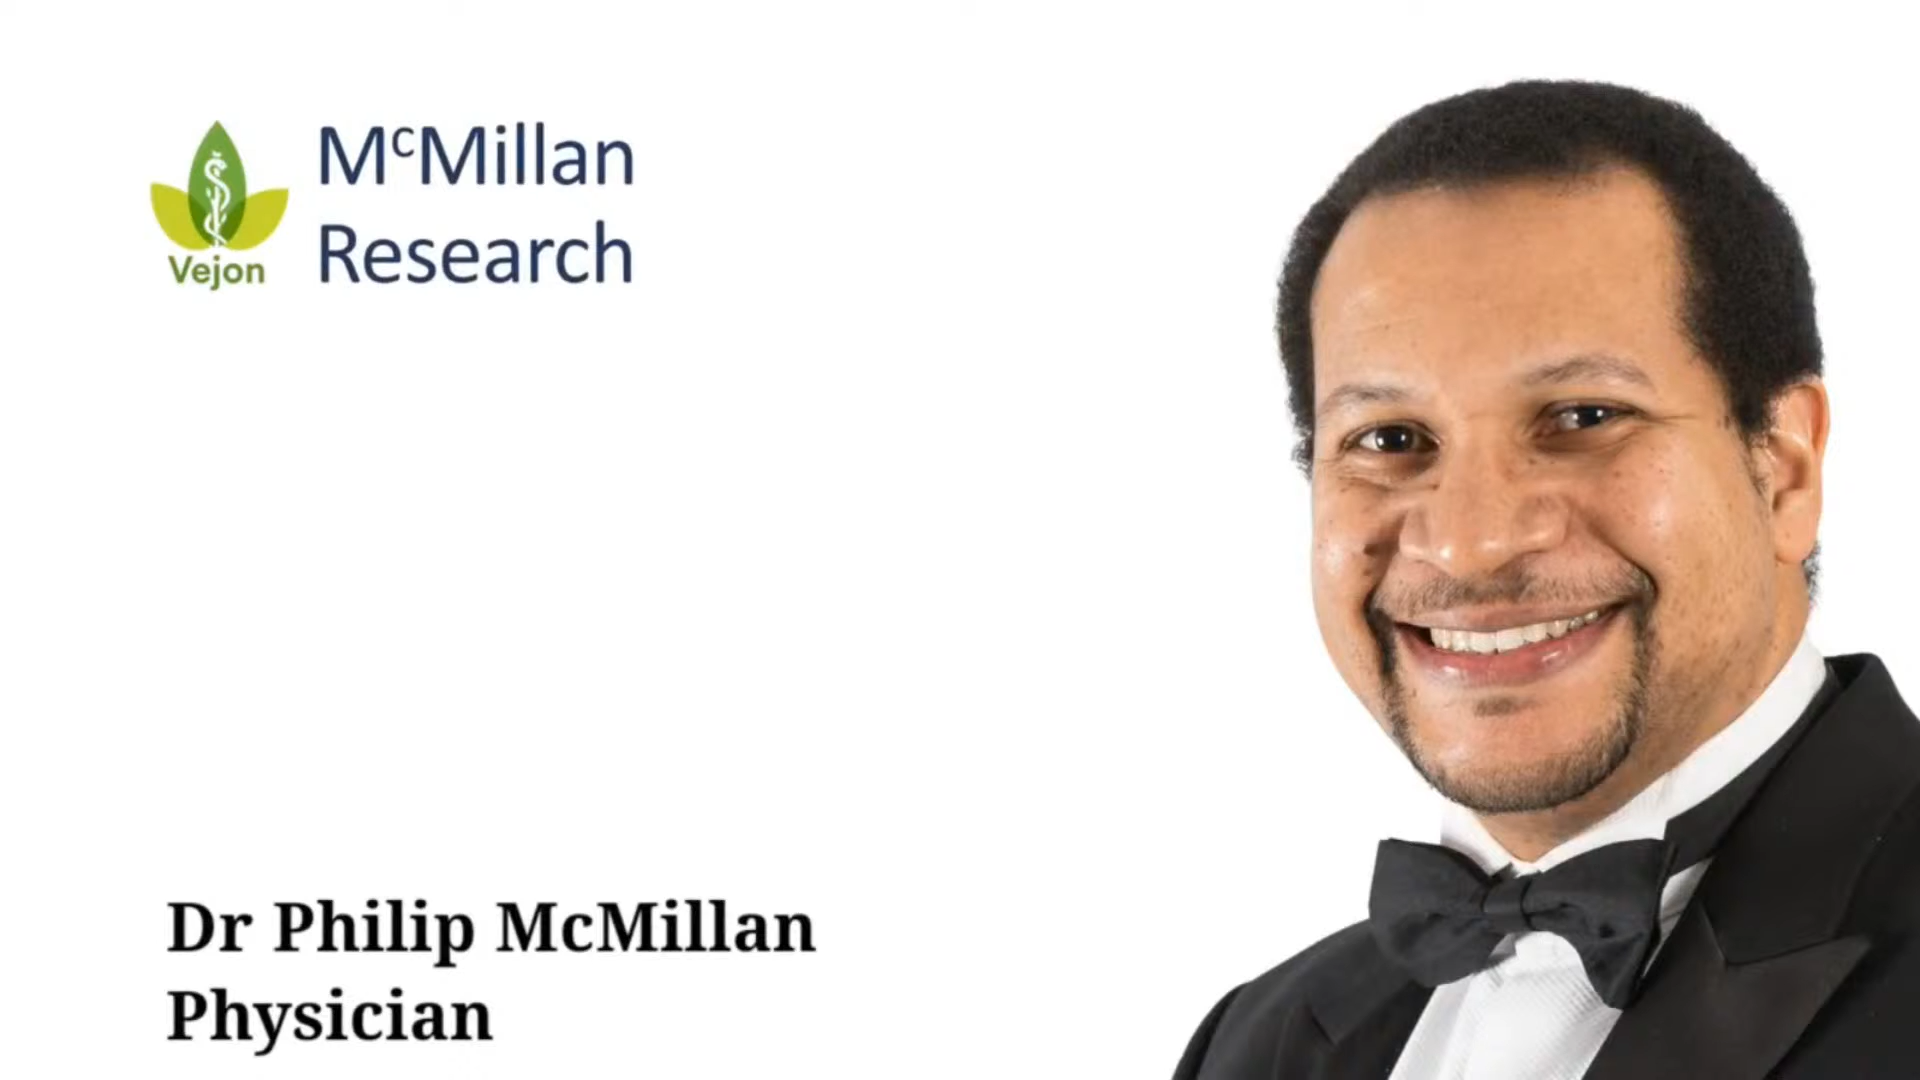 McMillan
Research
Vejon
Dr Philip McMillan
Physician